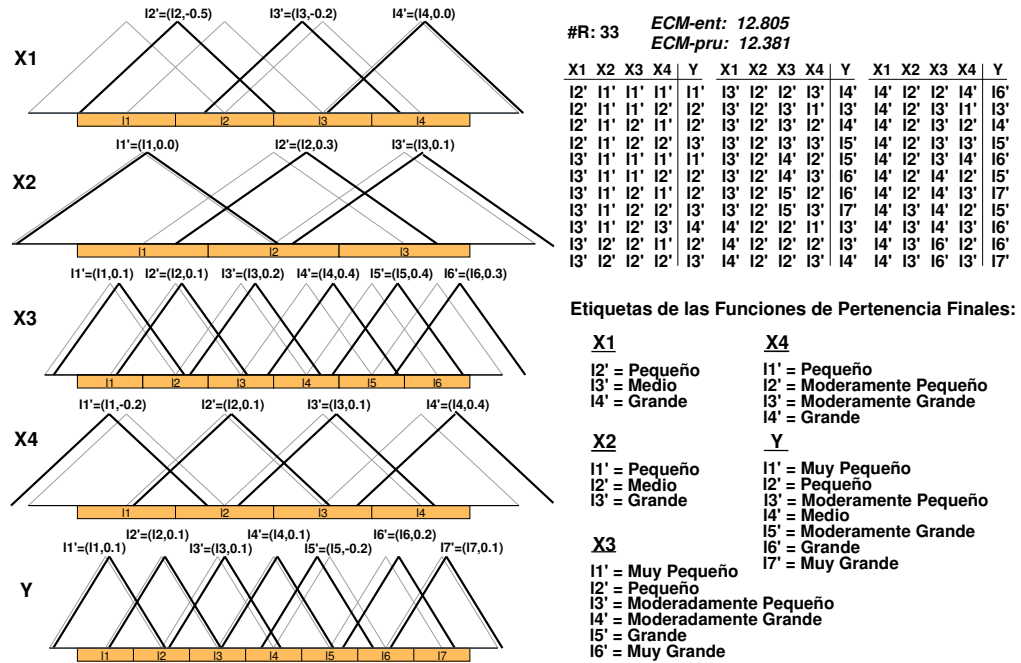 X1
l2'=(l2,-0.5) l3'=(l3,-0.2) l4'=(l4,0.0)
l1 l2 l3 l4
X2
l1'=(l1,0.0) l2'=(l2,0.3) l3'=(l3,0.1)
l1 l2 l3
X3
l1'=(l1,0.1) l2'=(l2,0.1) l3'=(l3,0.2) l4'=(l4,0.4) l5'=(l5,0.4) l6'=(l6,0.3)
l1 l2 l3 l4 l5 l6
X4
l1'=(l1,-0.2) l2'=(l2,0.1) l3'=(l3,0.1) l4'=(l4,0.4)
l1 l2 l3 l4
Y
l2'=(l2,0.1) l4'=(l4,0.1) l6'=(l6,0.2)
l1'=(l1,0.1) l3'=(l3,0.1) l5'=(l5,-0.2) l7'=(l7,0.1)
l1 l2 l3 l4 l5 l6 l7
#R: 33
ECM-ent: 12.805
ECM-pru: 12.381
X1 X2 X3 X4 Y X1 X2 X3 X4 Y X1 X2 X3 X4 Y
l2' l1' l1' l1' l1' l3' l2' l2' l3' l4' l4' l2' l2' l4' l6'
l2' l1' l1' l2' l2' l3' l2' l3' l1' l3' l4' l2' l3' l1' l3'
l2' l1' l2' l1' l2' l3' l2' l3' l2' l4' l4' l2' l3' l2' l4'
l2' l1' l2' l2' l3' l3' l2' l3' l3' l5' l4' l2' l3' l3' l5'
l3' l1' l1' l1' l1' l3' l2' l4' l2' l5' l4' l2' l3' l4' l6'
l3' l1' l1' l2' l2' l3' l2' l4' l3' l6' l4' l2' l4' l2' l5'
l3' l1' l2' l1' l2' l3' l2' l5' l2' l6' l4' l2' l4' l3' l7'
l3' l1' l2' l2' l3' l3' l2' l5' l3' l7' l4' l3' l4' l2' l5'
l3' l1' l2' l3' l4' l4' l2' l2' l1' l3' l4' l3' l4' l3' l6'
l3' l2' l2' l1' l2' l4' l2' l2' l2' l3' l4' l3' l6' l2' l6'
l3' l2' l2' l2' l3' l4' l2' l2' l3' l4' l4' l3' l6' l3' l7'
Etiquetas de las Funciones de Pertenencia Finales:
X1
l2' = Pequeño
l3' = Medio
l4' = Grande
X4
l1' = Pequeño
l2' = Moderamente Pequeño
l3' = Moderamente Grande
l4' = Grande
X2
l1' = Pequeño
l2' = Medio
l3' = Grande
Y
l1' = Muy Pequeño
l2' = Pequeño
l3' = Moderamente Pequeño
l4' = Medio
l5' = Moderamente Grande
l6' = Grande
l7' = Muy Grande
X3
l1' = Muy Pequeño
l2' = Pequeño
l3' = Moderadamente Pequeño
l4' = Moderadamente Grande
l5' = Grande
l6' = Muy Grande